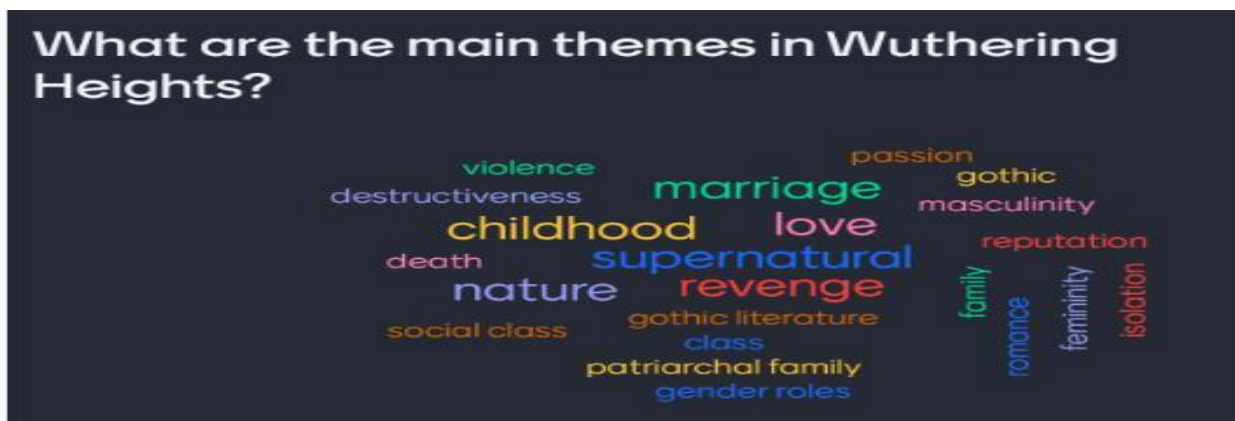 What are the main themes in Wuthering
Heights?
passion
violence
gothic
marriage
destructiveness
masculinity
childhood
love
reputation
supernatural
death
family
femininity
isolation
nature
revenge
romance
gothic literature
social class
class
patriarchal family
gender roles